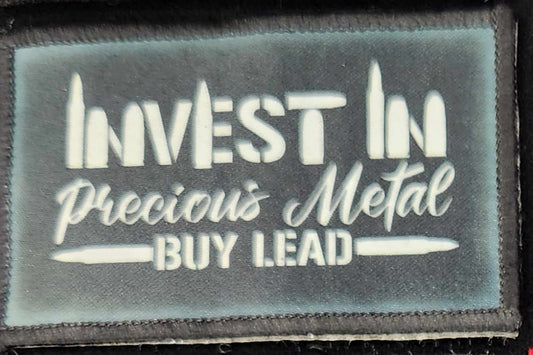 INVEST IN
Precious Metal
BUY LEAD